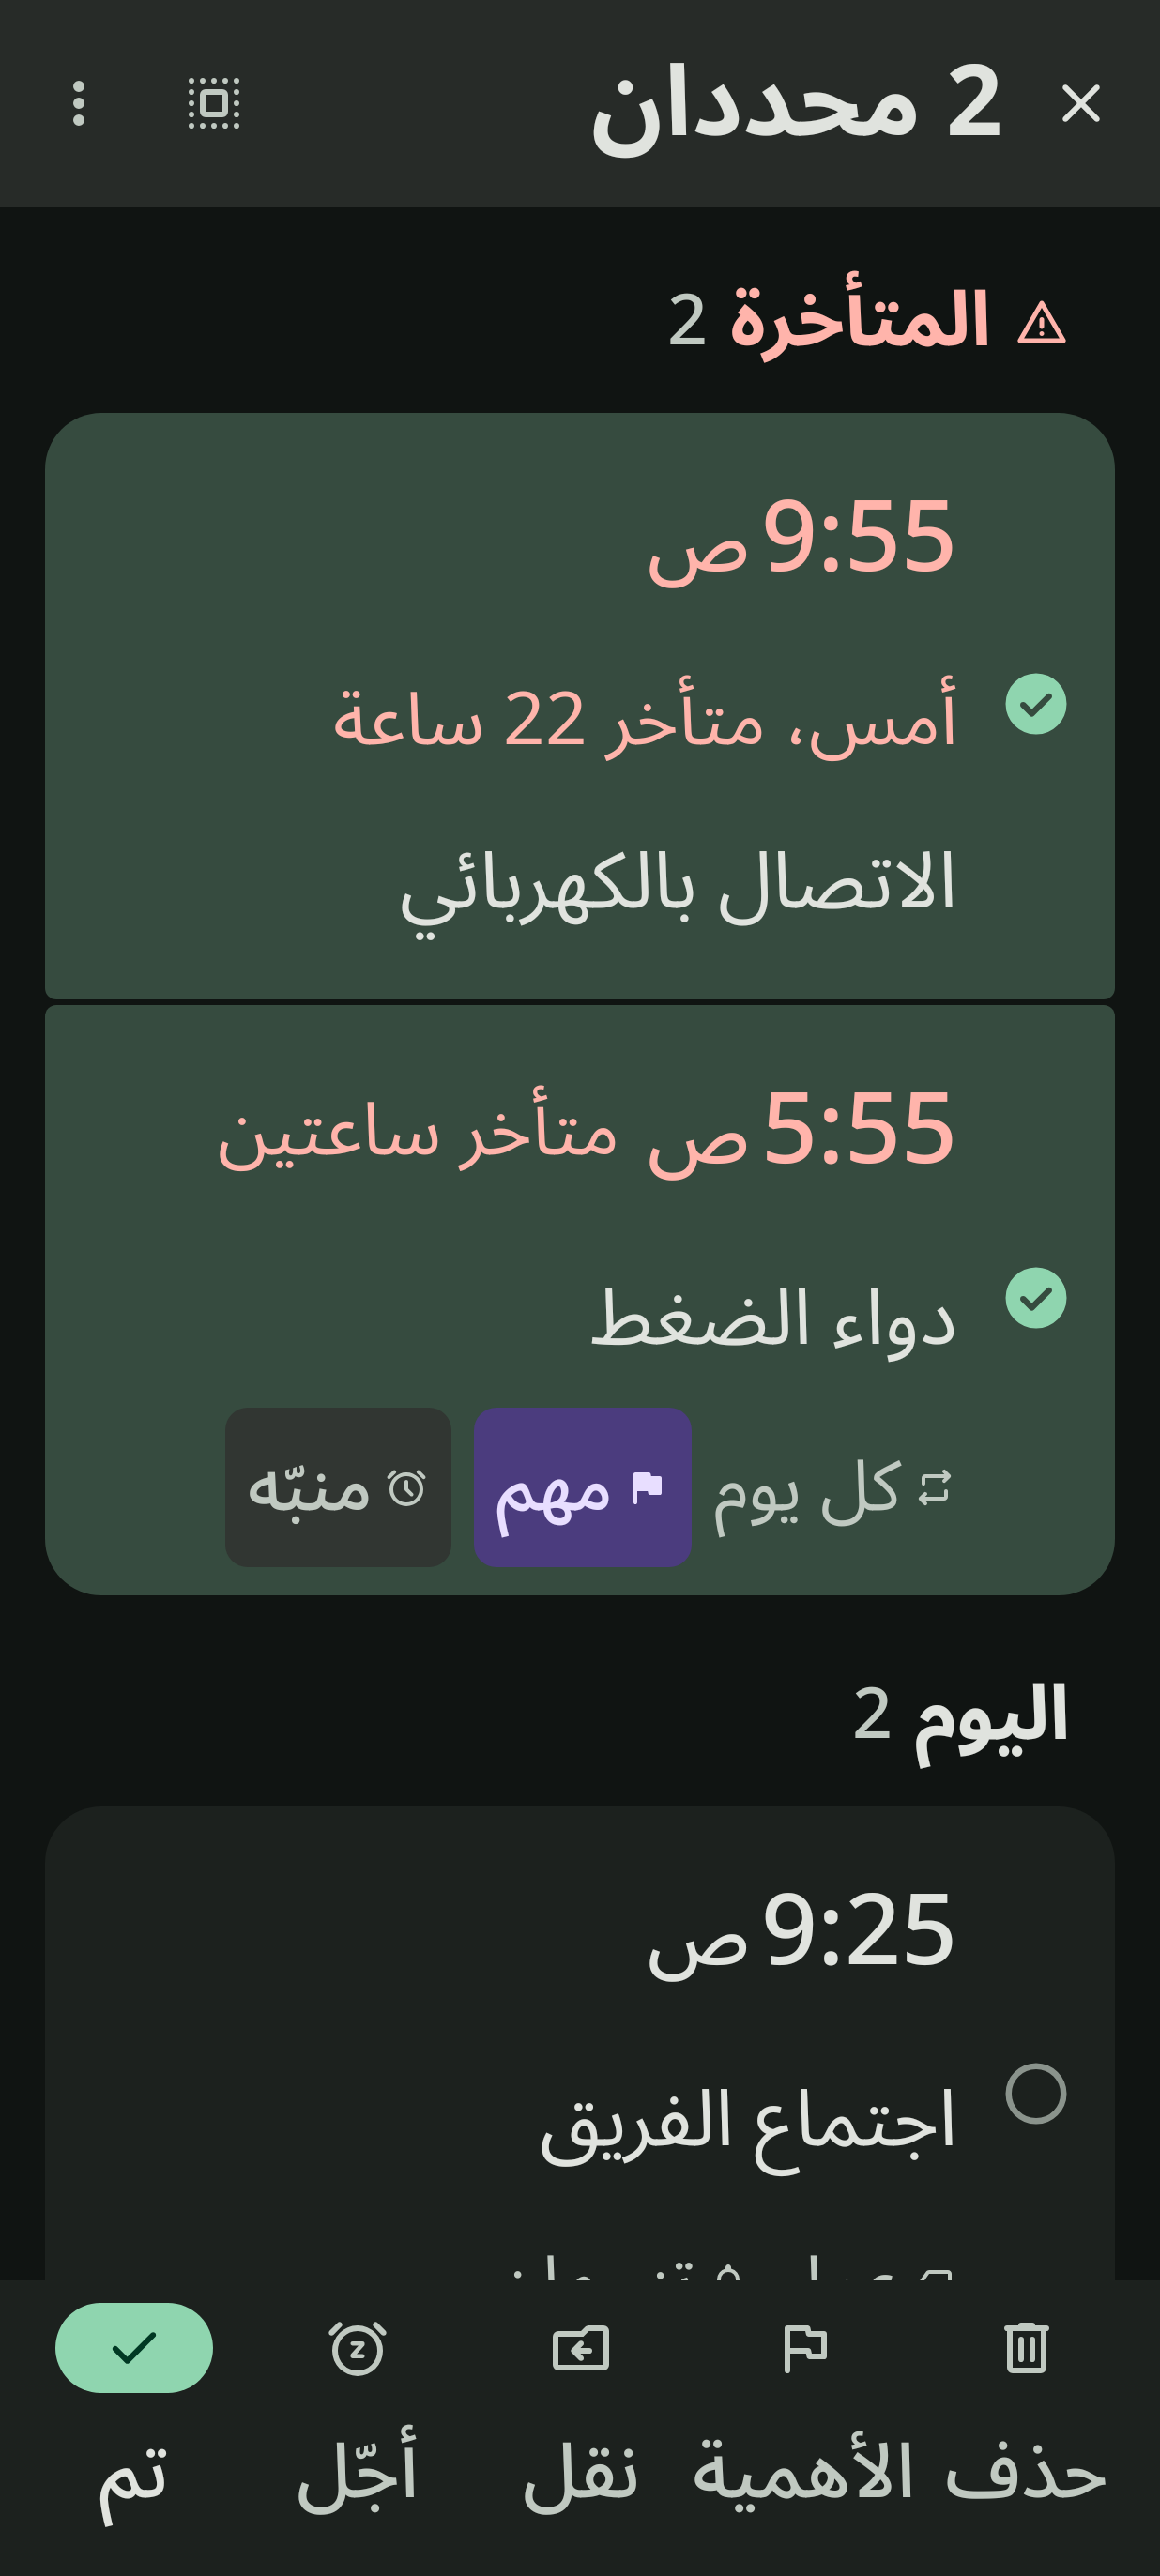 2 محددان
المتأخرة 2
9:55 ص
أمس، متأخر 22 ساعة
الاتصال بالكهربائي
5:55 ص متأخر ساعتين
دواء الضغط
كل يوم مهم منبّه
اليوم 2
9:25 ص
اجتماع الفريق
حذف الأهمية نقل أجّل تم